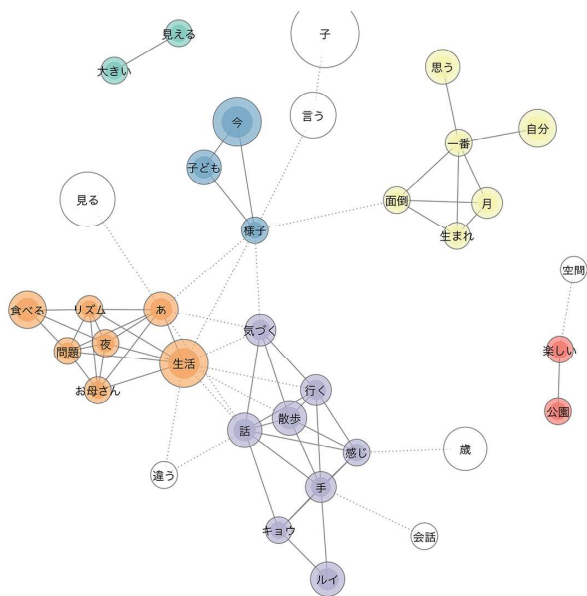 子
見える
思う
大きい
言う
今
自分
一番
子ども
見る
面倒
月
様子
生まれ
空間
食べる
リズム
あ
気づく
夜
問題
楽しい
生活
お母さん
行く
公園
散歩
話
歳
感じ
違う
手
キョウ
会話
ルイ